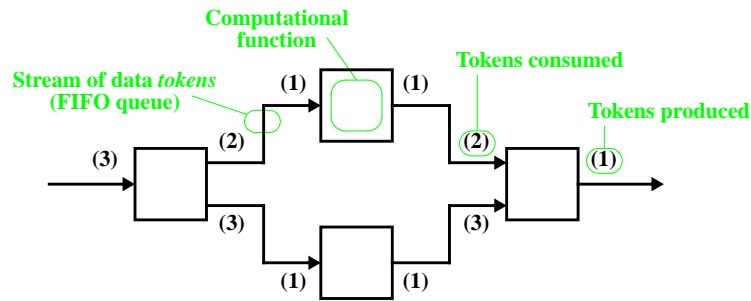 Computational
function
Stream of data tokens
(FIFO queue)
(1)
(1)
Tokens consumed
Tokens produced
(3)
(2)
(2)
(1)
(3)
(3)
(1)
(1)